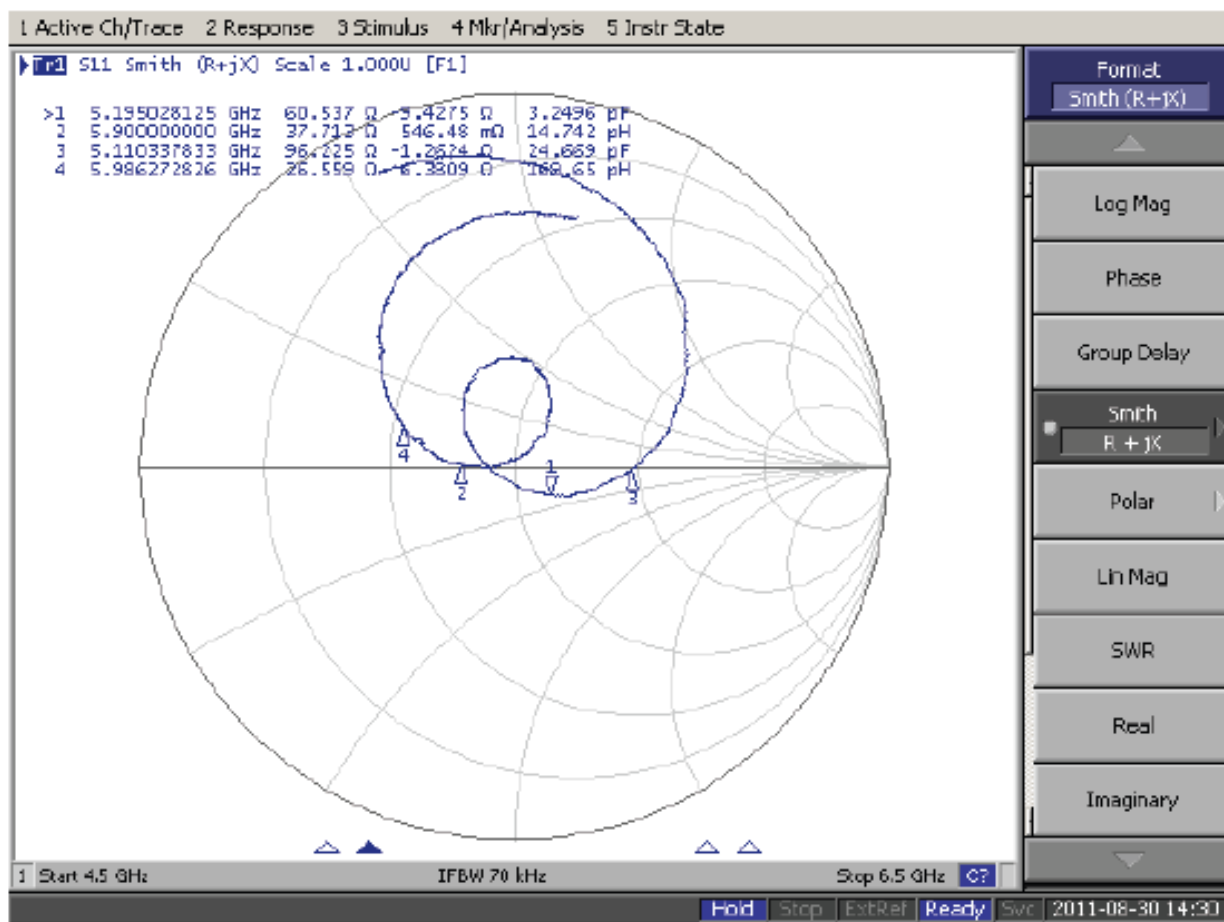 1 Active Ch/Trace 2 Response 3 Stimulus 4 Mkr/Analysis 5 Instr State
Tr1 S11 Smith (R+jX) Scale 1.000U [F1]
>1 5.195028125 GHz 60.537 Ω -9.4275 Ω 3.2496 pF
2 5.900000000 GHz 37.713 Ω 546.48 mΩ 14.742 pH
3 5.110337833 GHz 96.225 Ω -1.2624 Ω 24.669 pF
4 5.986272826 GHz 26.559 Ω 6.3809 Ω 169.65 pH
4
2
1
3
1 Start 4.5 GHz IFBW 70 kHz Stop 6.5 GHz C?
Format
Smith (R+jX)
Log Mag
Phase
Group Delay
Smith
R + jX
Polar
Lin Mag
SWR
Real
Imaginary
Hold Stop ExtRef Ready Svc 2011-08-30 14:30